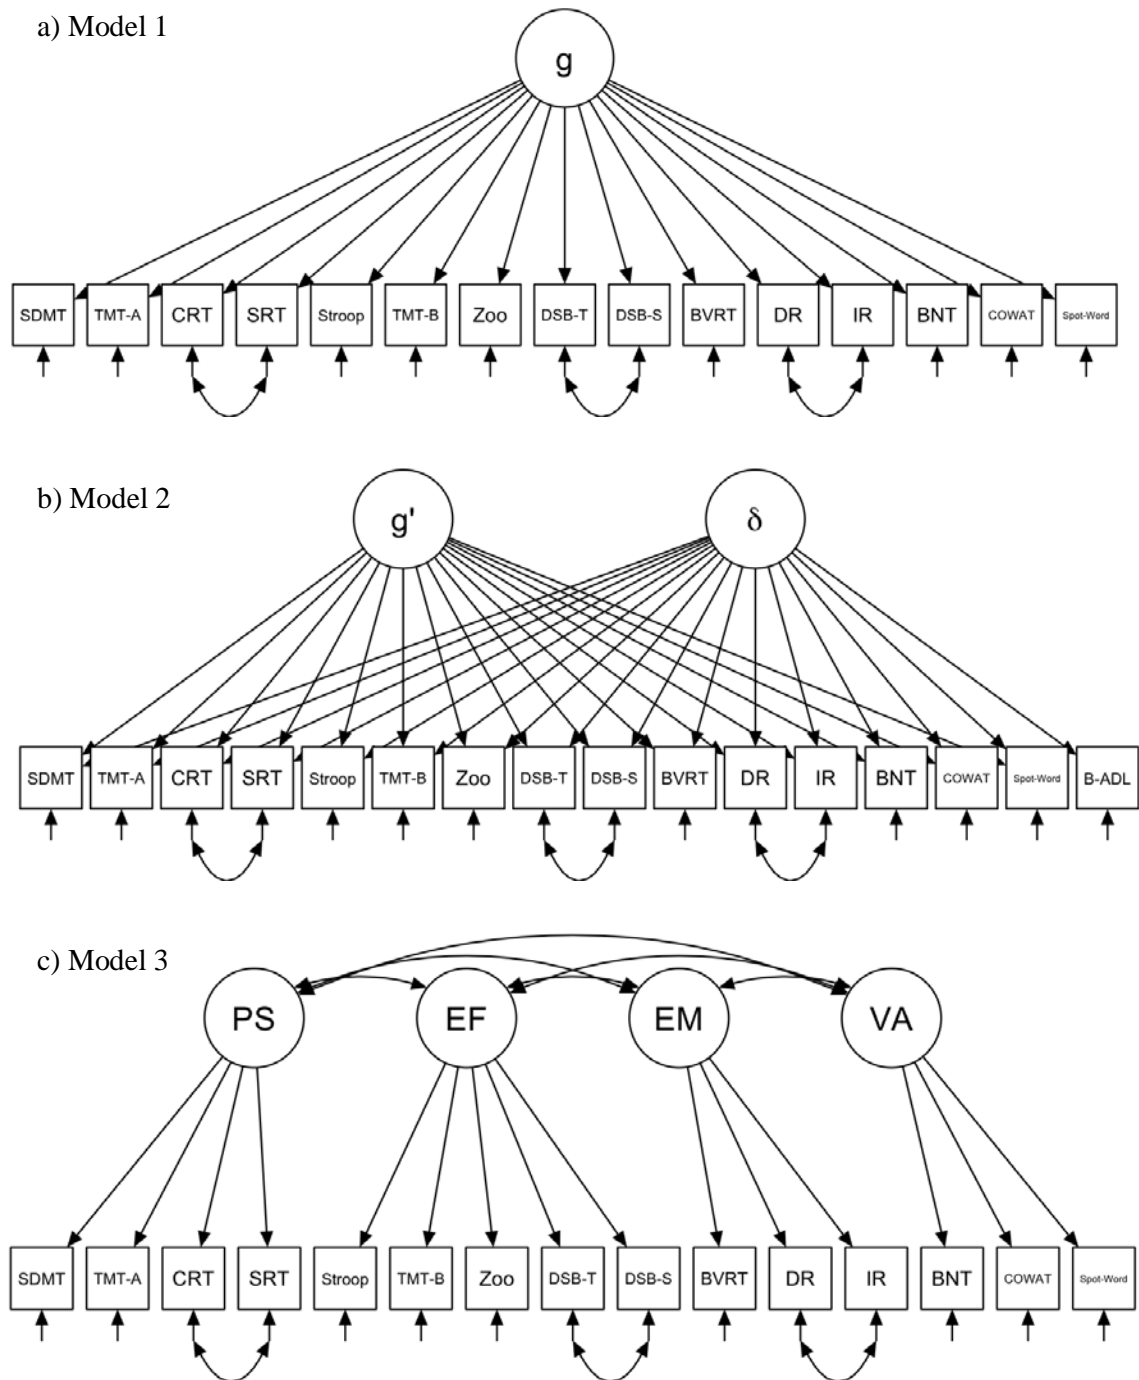 a) Model 1
g
SDMT TMT-A CRT SRT Stroop TMT-B Zoo DSB-T DSB-S BVRT DR IR BNT COWAT Spot-Word
b) Model 2
g' δ
SDMT TMT-A CRT SRT Stroop TMT-B Zoo DSB-T DSB-S BVRT DR IR BNT COWAT Spot-Word B-ADL
c) Model 3
PS EF EM VA
SDMT TMT-A CRT SRT Stroop TMT-B Zoo DSB-T DSB-S BVRT DR IR BNT COWAT Spot-Word